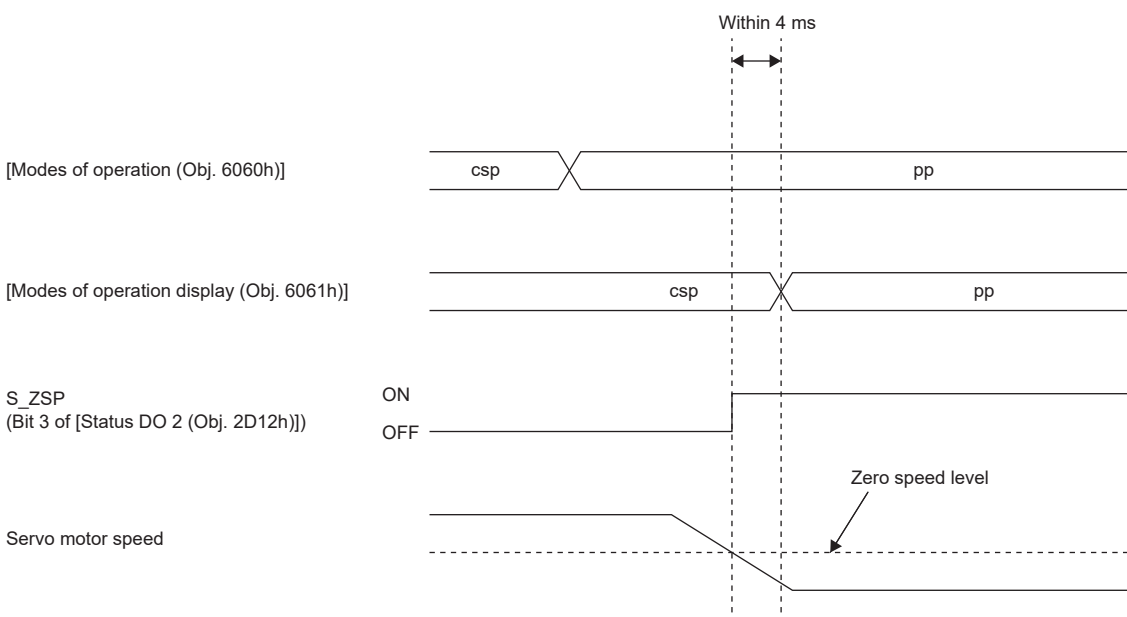 Within 4 ms
[Modes of operation (Obj. 6060h)]
csp
pp
[Modes of operation display (Obj. 6061h)]
csp
pp
S_ZSP
(Bit 3 of [Status DO 2 (Obj. 2D12h)])
ON
OFF
Zero speed level
Servo motor speed